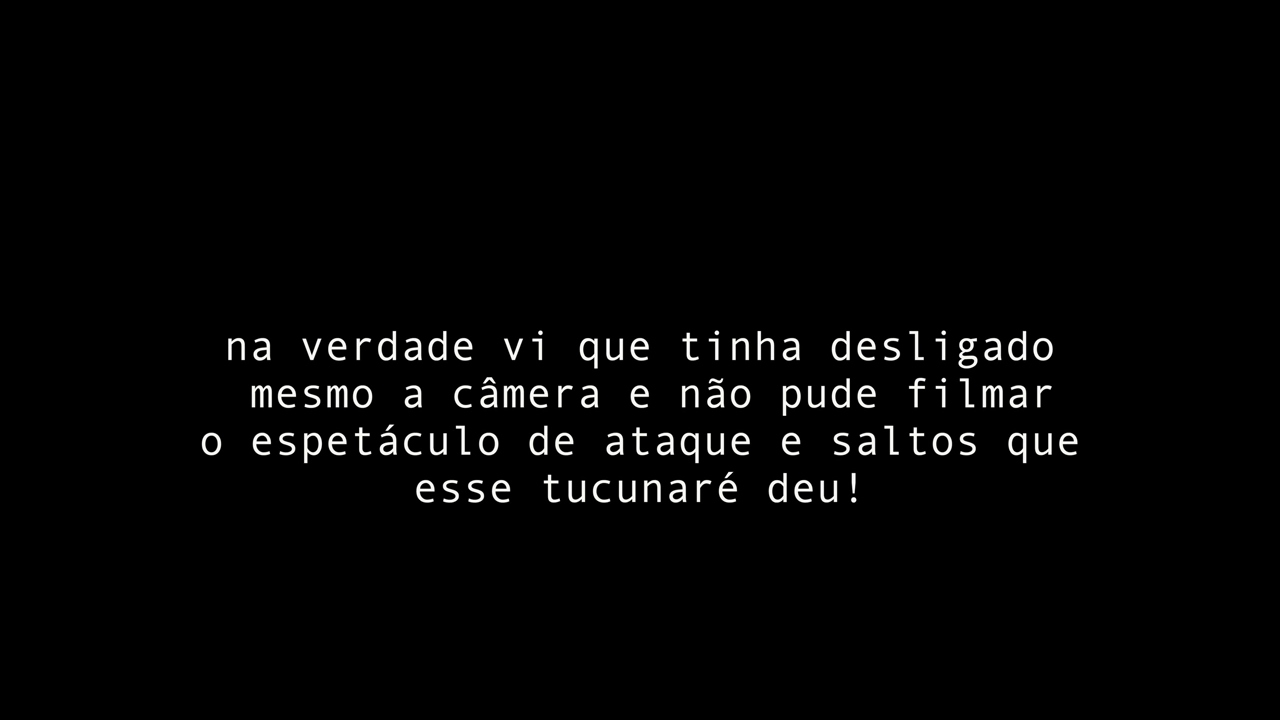 na verdade vi que tinha desligado
mesmo a câmera e não pude filmar
o espetáculo de ataque e saltos que
esse tucunaré deu!